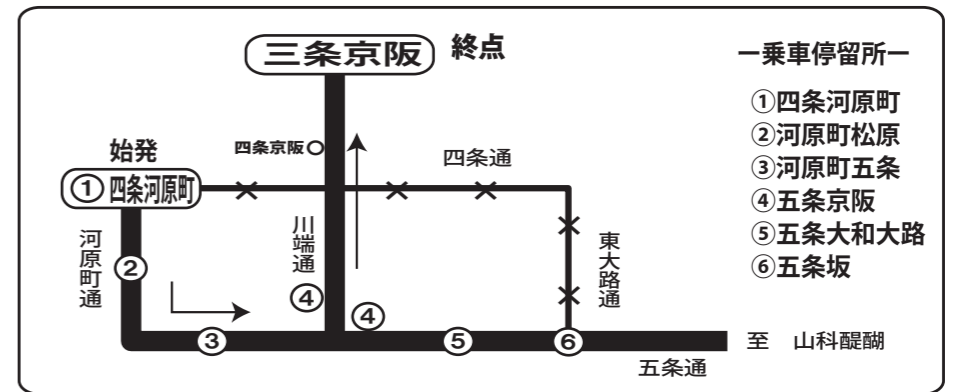 三条京阪 終点
四条京阪
四条通
始発
①四条河原町
川端通
東大路通
河原町通
②
④
④
③
⑤
⑥
至 山科醍醐
五条通
ー乗車停留所ー
①四条河原町
②河原町松原
③河原町五条
④五条京阪
⑤五条大和大路
⑥五条坂